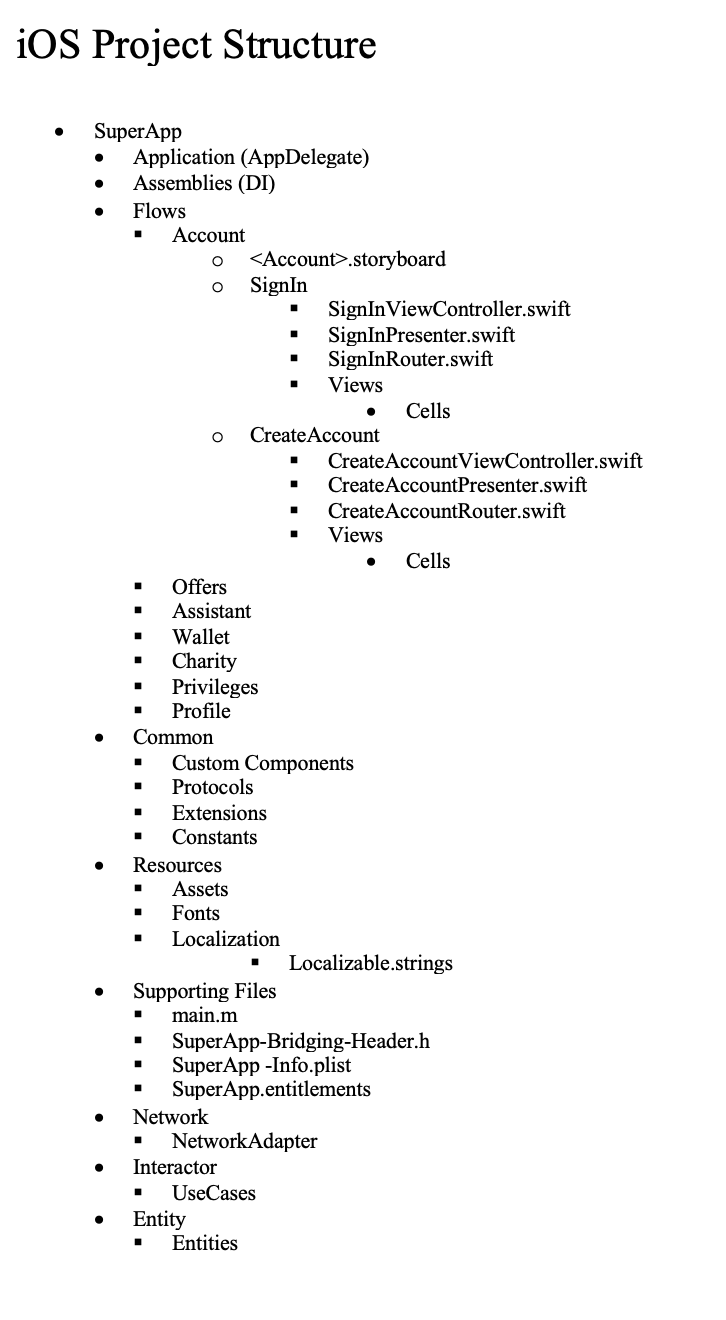 iOS Project Structure
SuperApp
Application (AppDelegate)
Assemblies (DI)
Flows
Account
<Account>.storyboard
SignIn
SignInViewController.swift
SignInPresenter.swift
SignInRouter.swift
Views
Cells
CreateAccount
CreateAccountViewController.swift
CreateAccountPresenter.swift
CreateAccountRouter.swift
Views
Cells
Offers
Assistant
Wallet
Charity
Privileges
Profile
Common
Custom Components
Protocols
Extensions
Constants
Resources
Assets
Fonts
Localization
Localizable.strings
Supporting Files
main.m
SuperApp-Bridging-Header.h
SuperApp -Info.plist
SuperApp.entitlements
Network
NetworkAdapter
Interactor
UseCases
Entity
Entities